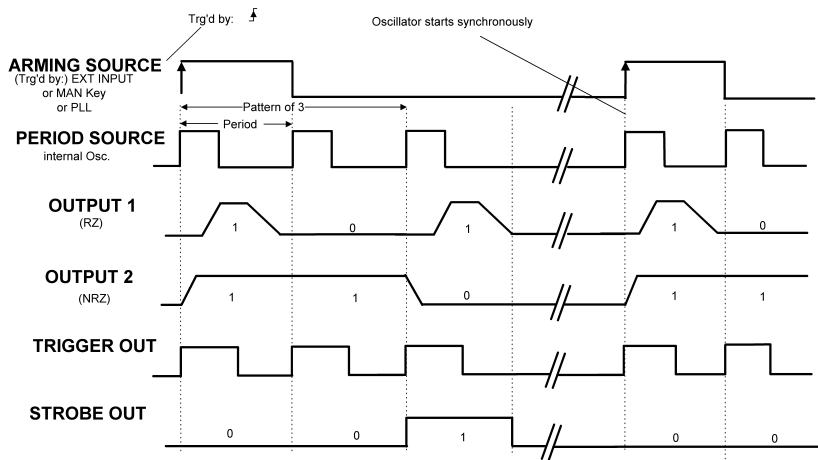 Trg'd by:
Oscillator starts synchronously
ARMING SOURCE
(Trg'd by:) EXT INPUT
or MAN Key
or PLL
Pattern of 3
Period
PERIOD SOURCE
internal Osc.
OUTPUT 1
(RZ)
1 0 1 1 0
OUTPUT 2
(NRZ)
1 1 0 1 1
TRIGGER OUT
STROBE OUT
0 0 1 0 0